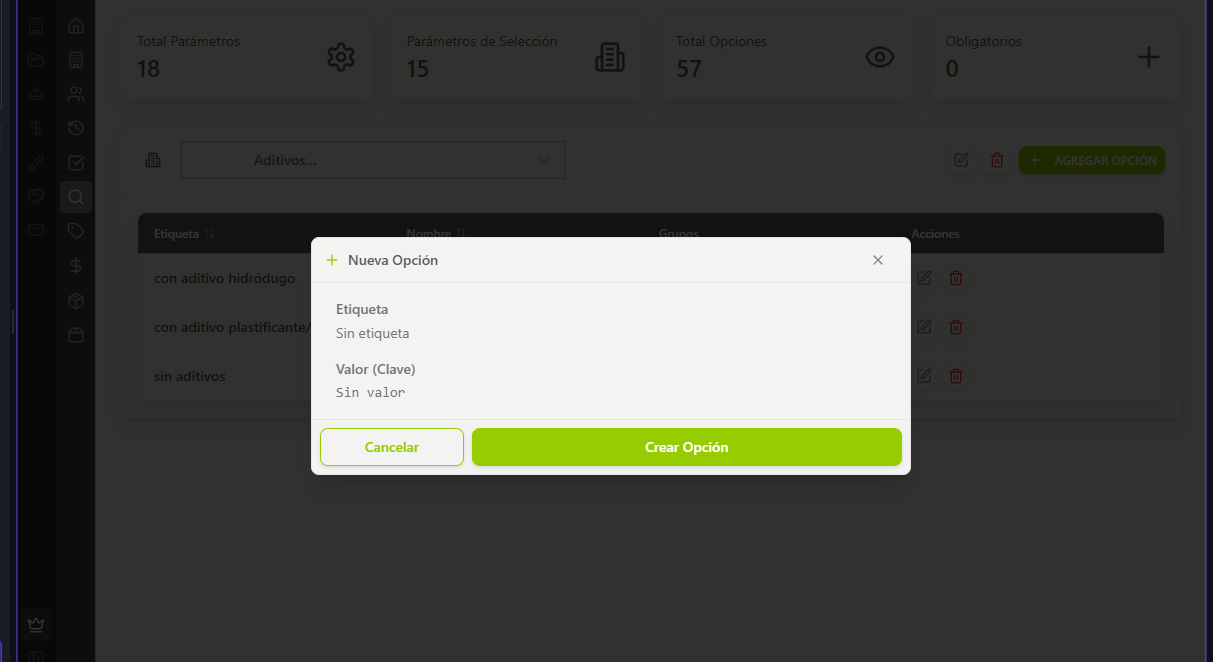 Total Parámetros
18
Parámetros de Selección
15
Total Opciones
57
Obligatorios
0
Aditivos...
AGREGAR OPCIÓN
Etiqueta
Nombre
Grupos
Acciones
con aditivo hidródugo
con aditivo plastificante/
sin aditivos
Nueva Opción
Etiqueta
Sin etiqueta
Valor (Clave)
Sin valor
Cancelar
Crear Opción